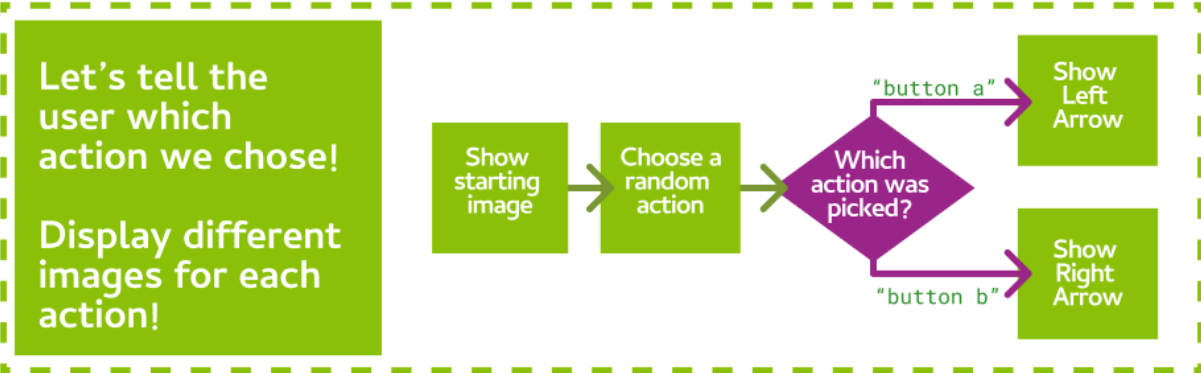 Let’s tell the
user which
action we chose!
Display different
images for each
action!
Show
starting
image
Choose a
random
action
Which
action was
picked?
“button a”
Show
Left
Arrow
“button b”
Show
Right
Arrow